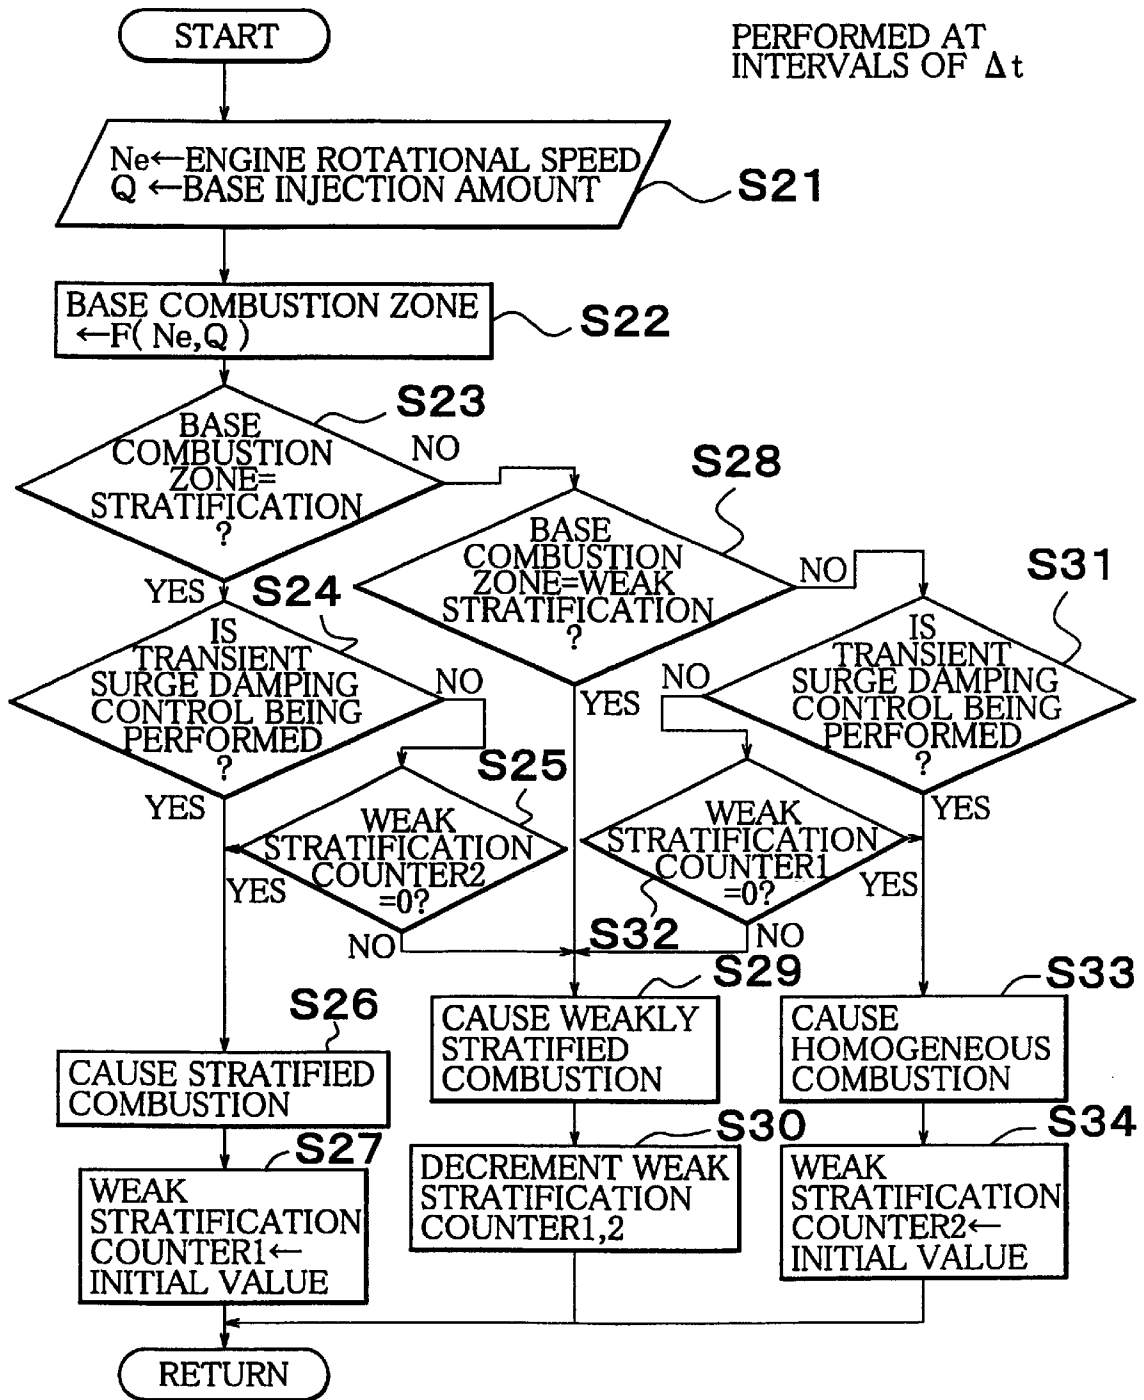 START
PERFORMED AT
INTERVALS OF Δt
Ne←ENGINE ROTATIONAL SPEED
Q ←BASE INJECTION AMOUNT
S21
BASE COMBUSTION ZONE
←F( Ne,Q )
S22
S23
BASE
COMBUSTION
ZONE=
STRATIFICATION
?
NO
YES
S28
BASE
COMBUSTION
ZONE=WEAK
STRATIFICATION
?
NO
YES
S24
IS
TRANSIENT
SURGE DAMPING
CONTROL BEING
PERFORMED
?
NO
YES
S31
IS
TRANSIENT
SURGE DAMPING
CONTROL BEING
PERFORMED
?
NO
YES
S25
WEAK
STRATIFICATION
COUNTER2
=0?
YES
NO
WEAK
STRATIFICATION
COUNTER1
=0?
S32
YES
NO
S26
CAUSE STRATIFIED
COMBUSTION
S29
CAUSE WEAKLY
STRATIFIED
COMBUSTION
S33
CAUSE
HOMOGENEOUS
COMBUSTION
S27
WEAK
STRATIFICATION
COUNTER1←
INITIAL VALUE
S30
DECREMENT WEAK
STRATIFICATION
COUNTER1,2
S34
WEAK
STRATIFICATION
COUNTER2←
INITIAL VALUE
RETURN